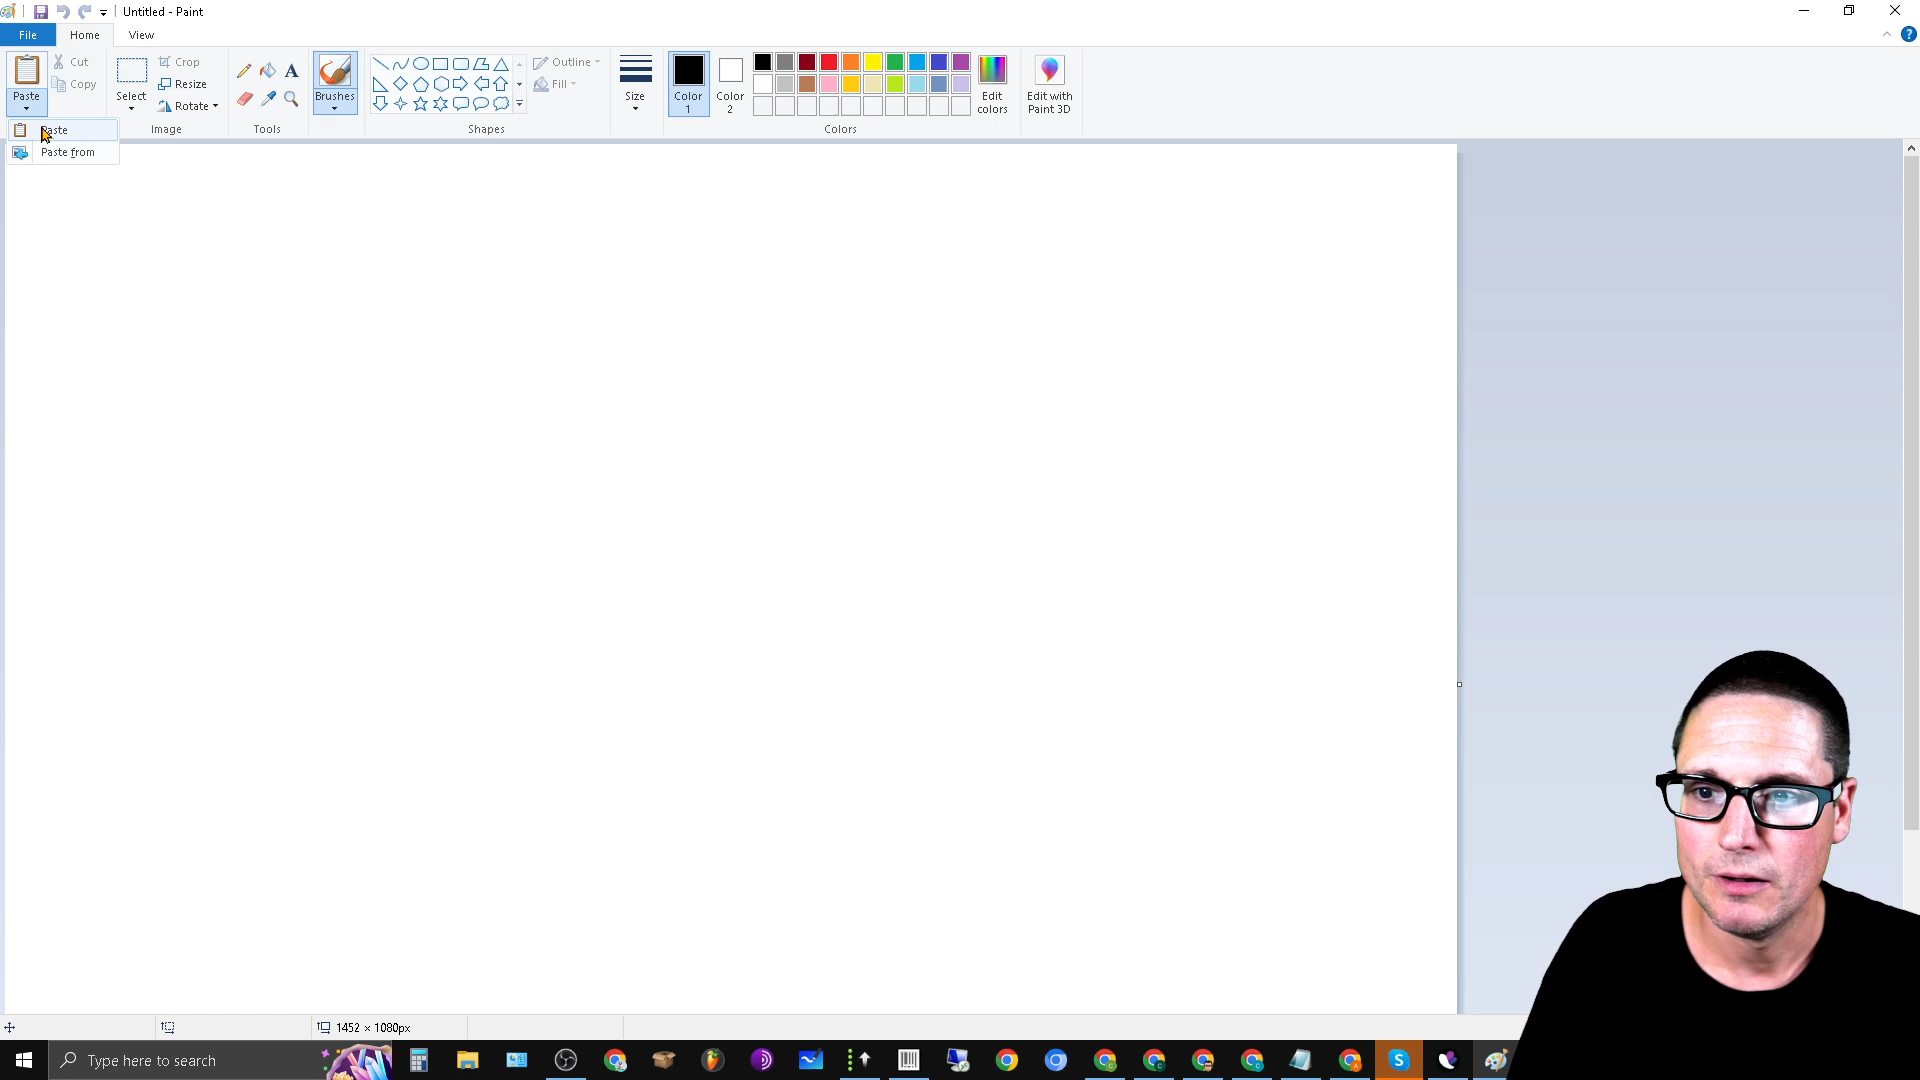 Untitled - Paint
File
Home
View
Paste
Cut
Copy
Select
Crop
Resize
Rotate
Brushes
Outline
Fill
Size
Color
1
Color
2
Edit
colors
Edit with
Paint 3D
Image
Tools
Shapes
Colors
Paste
Paste from
1452 × 1080px
Type here to search